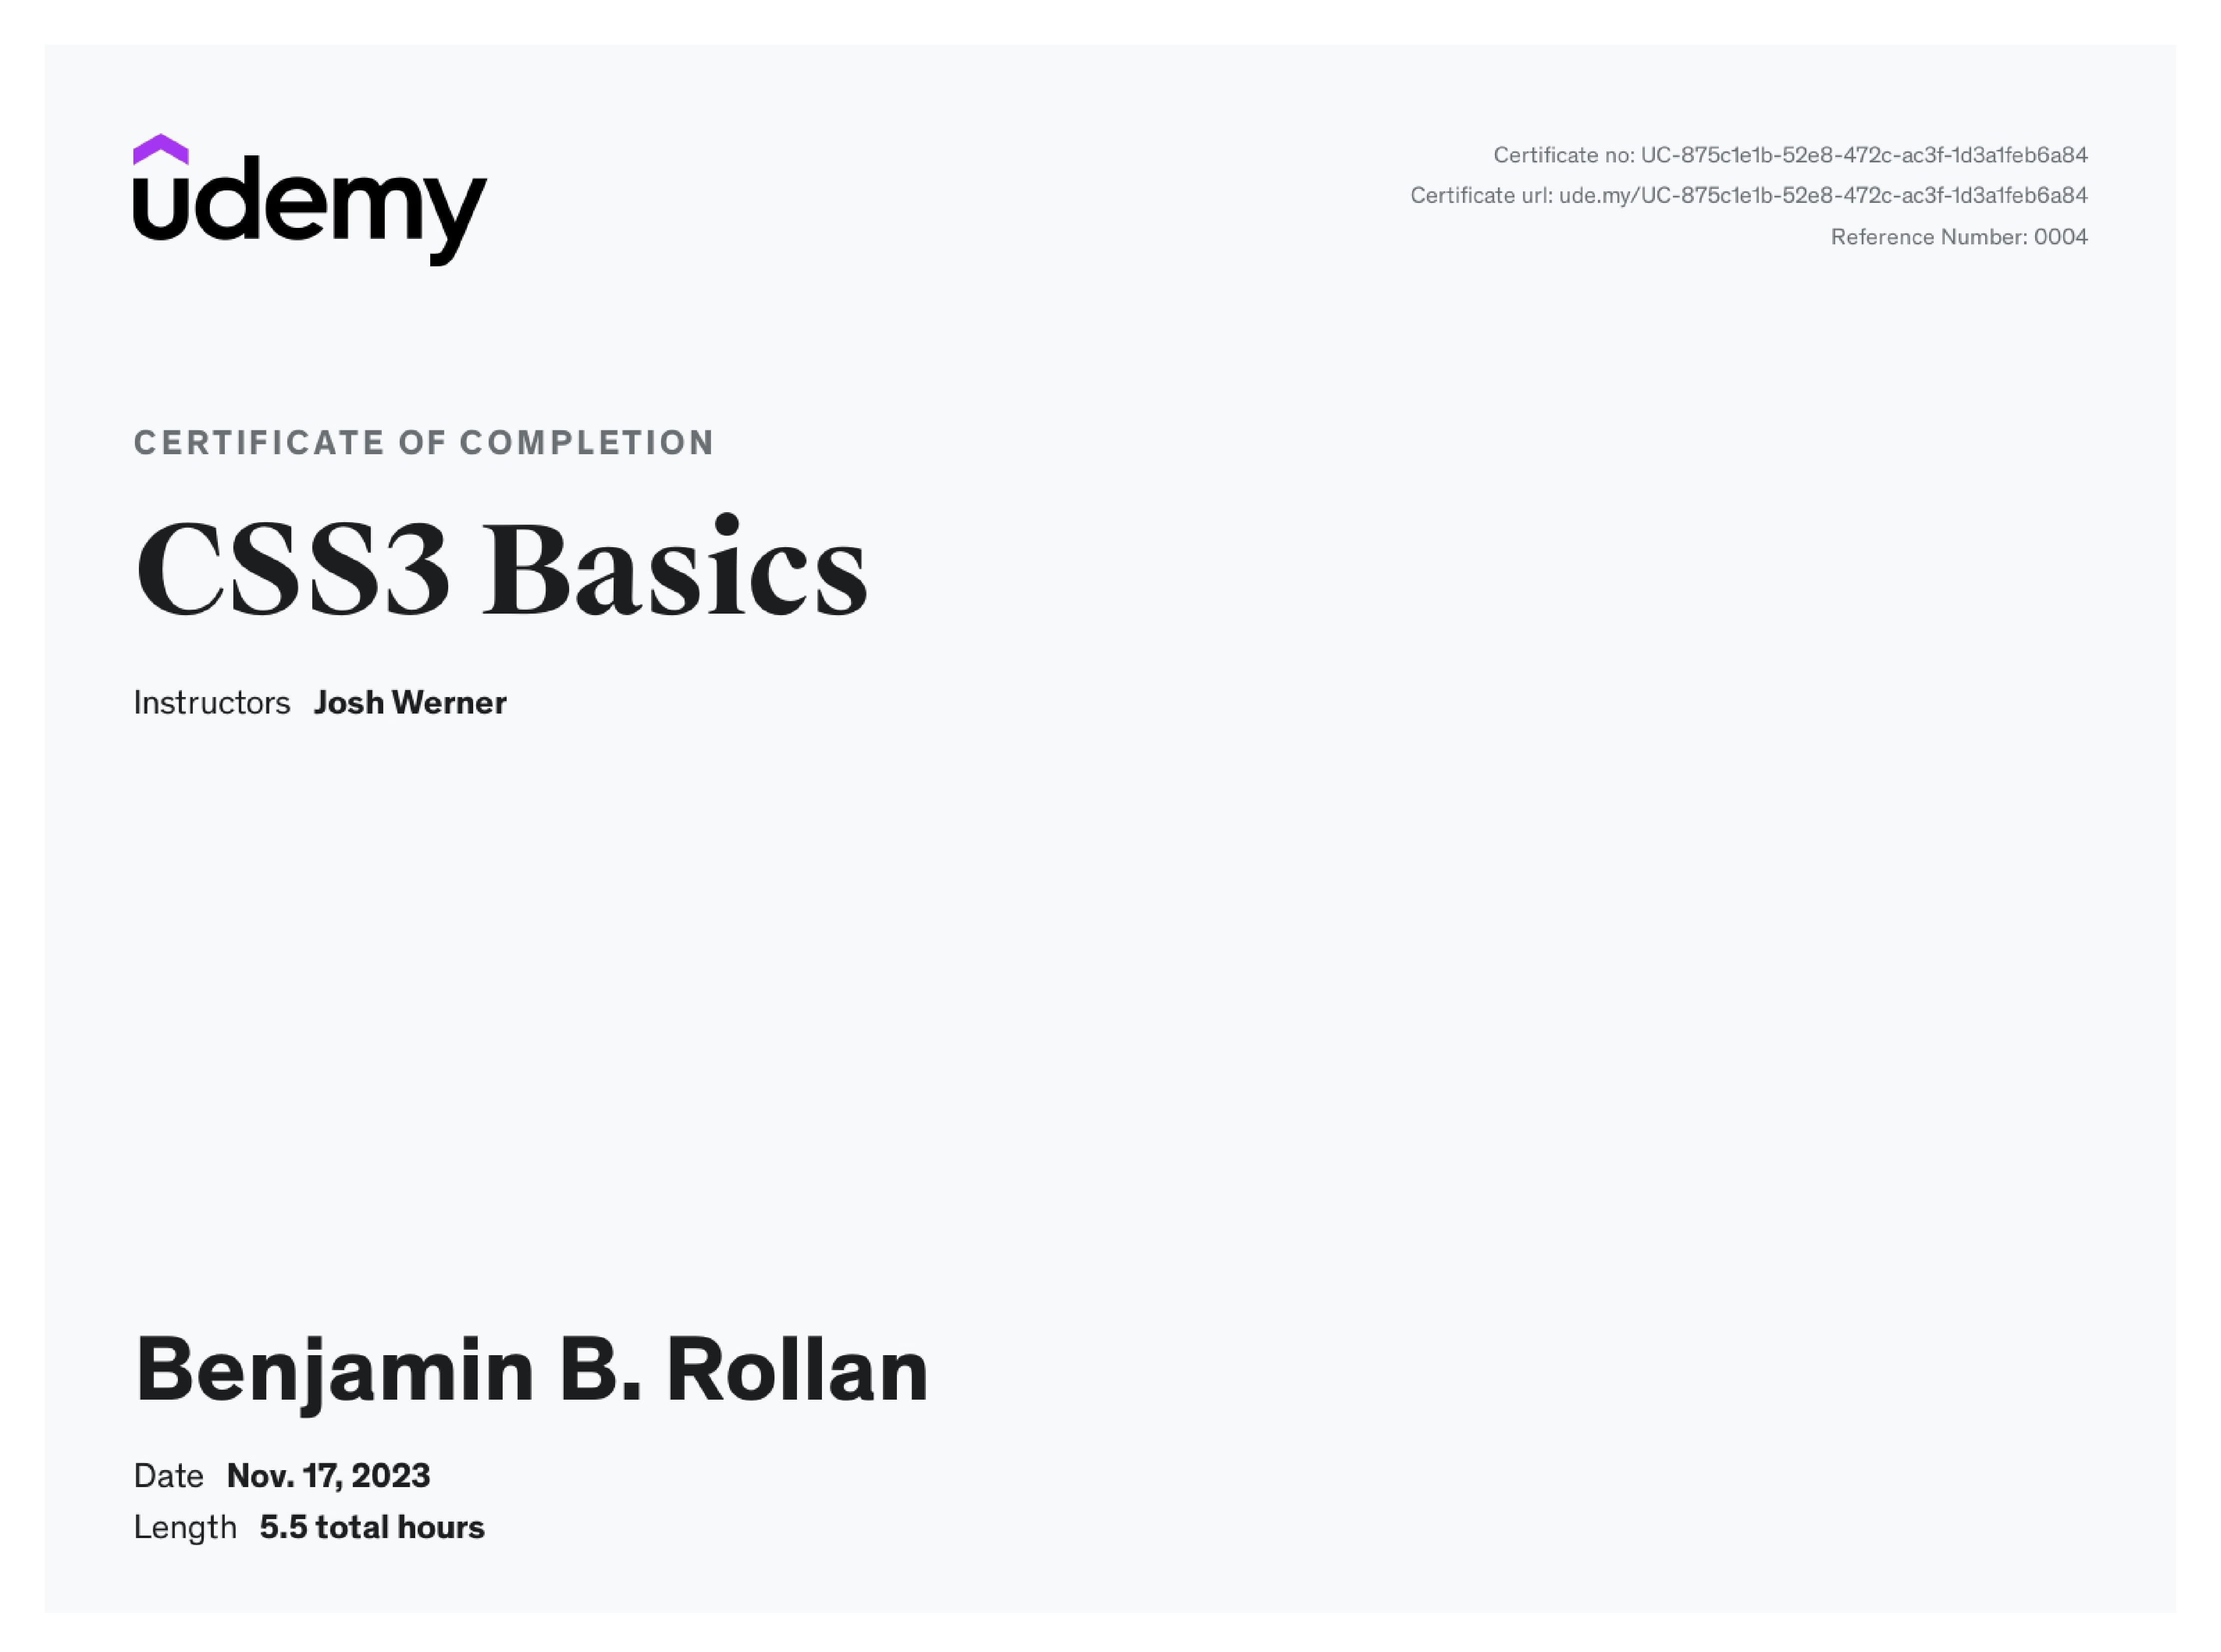 udemy
Certificate no: UC-875c1e1b-52e8-472c-ac3f-1d3a1feb6a84
Certificate url: ude.my/UC-875c1e1b-52e8-472c-ac3f-1d3a1feb6a84
Reference Number: 0004
CERTIFICATE OF COMPLETION
CSS3 Basics
Instructors Josh Werner
Benjamin B. Rollan
Date Nov. 17, 2023
Length 5.5 total hours